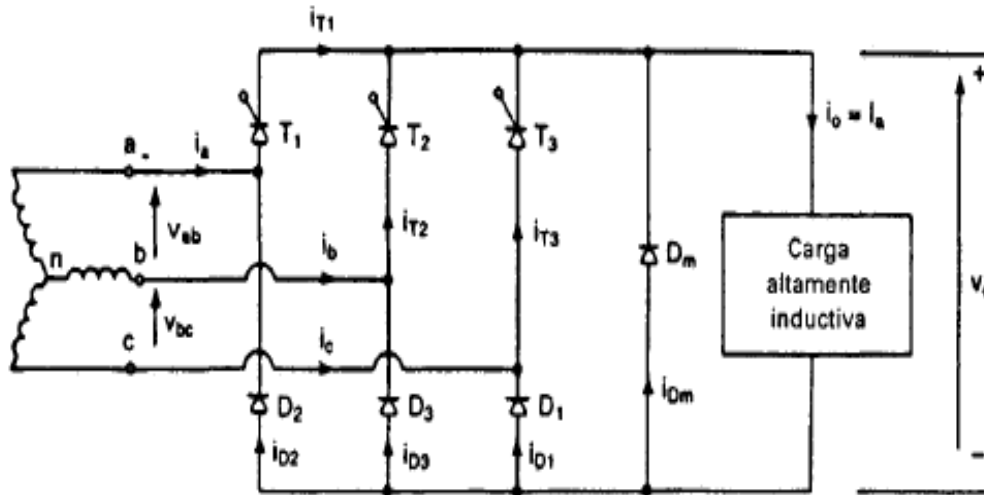 i_T1
T_1
T_2
T_3
a
i_a
i_o = I_a
+
v_ab
i_T2
i_T3
n
b
i_b
D_m
Carga
altamente
inductiva
v_bc
c
i_c
i_Dm
D_2
D_3
D_1
i_D2
i_D3
i_D1
−